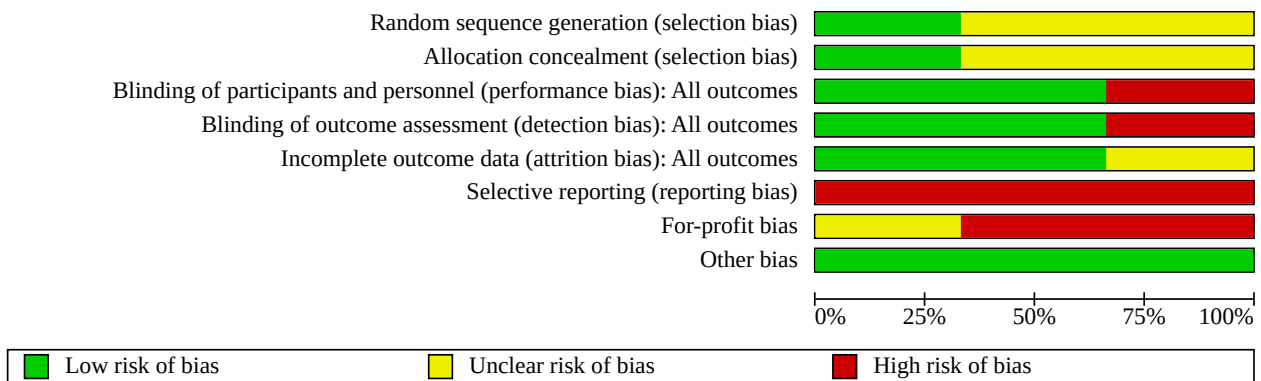 Random sequence generation (selection bias)
Allocation concealment (selection bias)
Blinding of participants and personnel (performance bias): All outcomes
Blinding of outcome assessment (detection bias): All outcomes
Incomplete outcome data (attrition bias): All outcomes
Selective reporting (reporting bias)
For-profit bias
Other bias
0% 25% 50% 75% 100%
Low risk of bias Unclear risk of bias High risk of bias